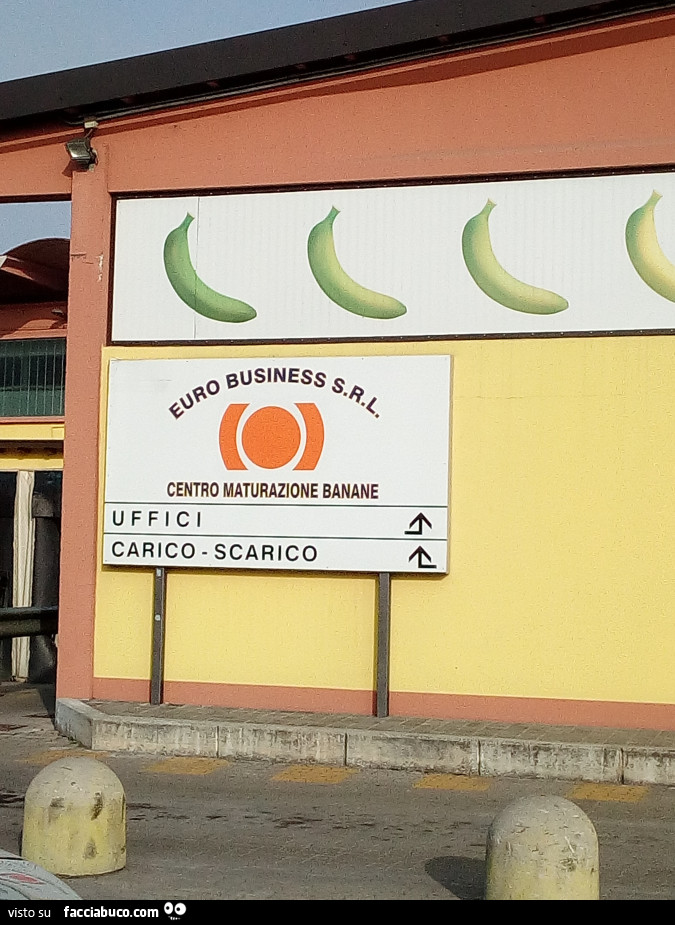 EURO BUSINESS S.R.L.
CENTRO MATURAZIONE BANANE
UFFICI
CARICO - SCARICO
visto su facciabuco.com